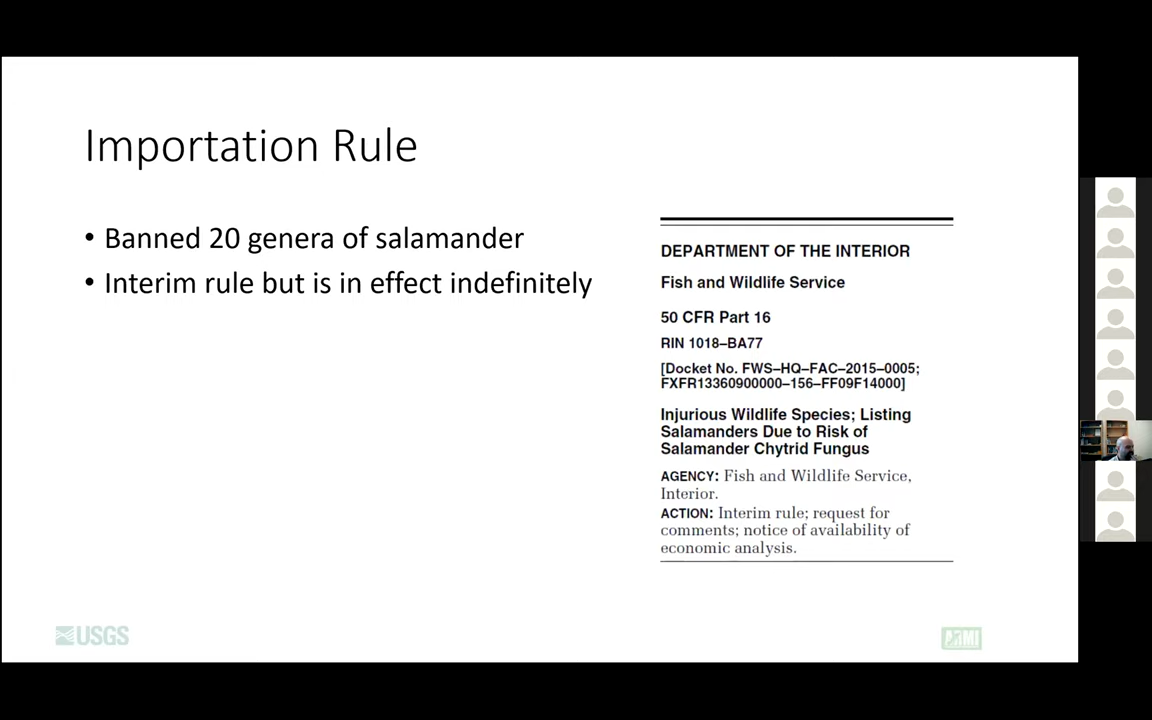 Importation Rule
• Banned 20 genera of salamander
• Interim rule but is in effect indefinitely
DEPARTMENT OF THE INTERIOR
Fish and Wildlife Service
50 CFR Part 16
RIN 1018–BA77
[Docket No. FWS–HQ–FAC–2015–0005;
FXFR13360900000–156–FF09F14000]
Injurious Wildlife Species; Listing
Salamanders Due to Risk of
Salamander Chytrid Fungus
AGENCY: Fish and Wildlife Service,
Interior.
ACTION: Interim rule; request for
comments; notice of availability of
economic analysis.
USGS
ARMI